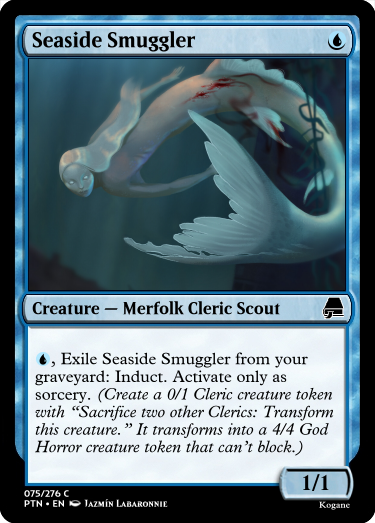 Seaside Smuggler
Creature — Merfolk Cleric Scout
, Exile Seaside Smuggler from your
graveyard: Induct. Activate only as
sorcery. (Create a 0/1 Cleric creature token
with “Sacrifice two other Clerics: Transform
this creature.” It transforms into a 4/4 God
Horror creature token that can’t block.)
1/1
075/276 C
PTN • EN Jazmín Labaronnie
Kogane